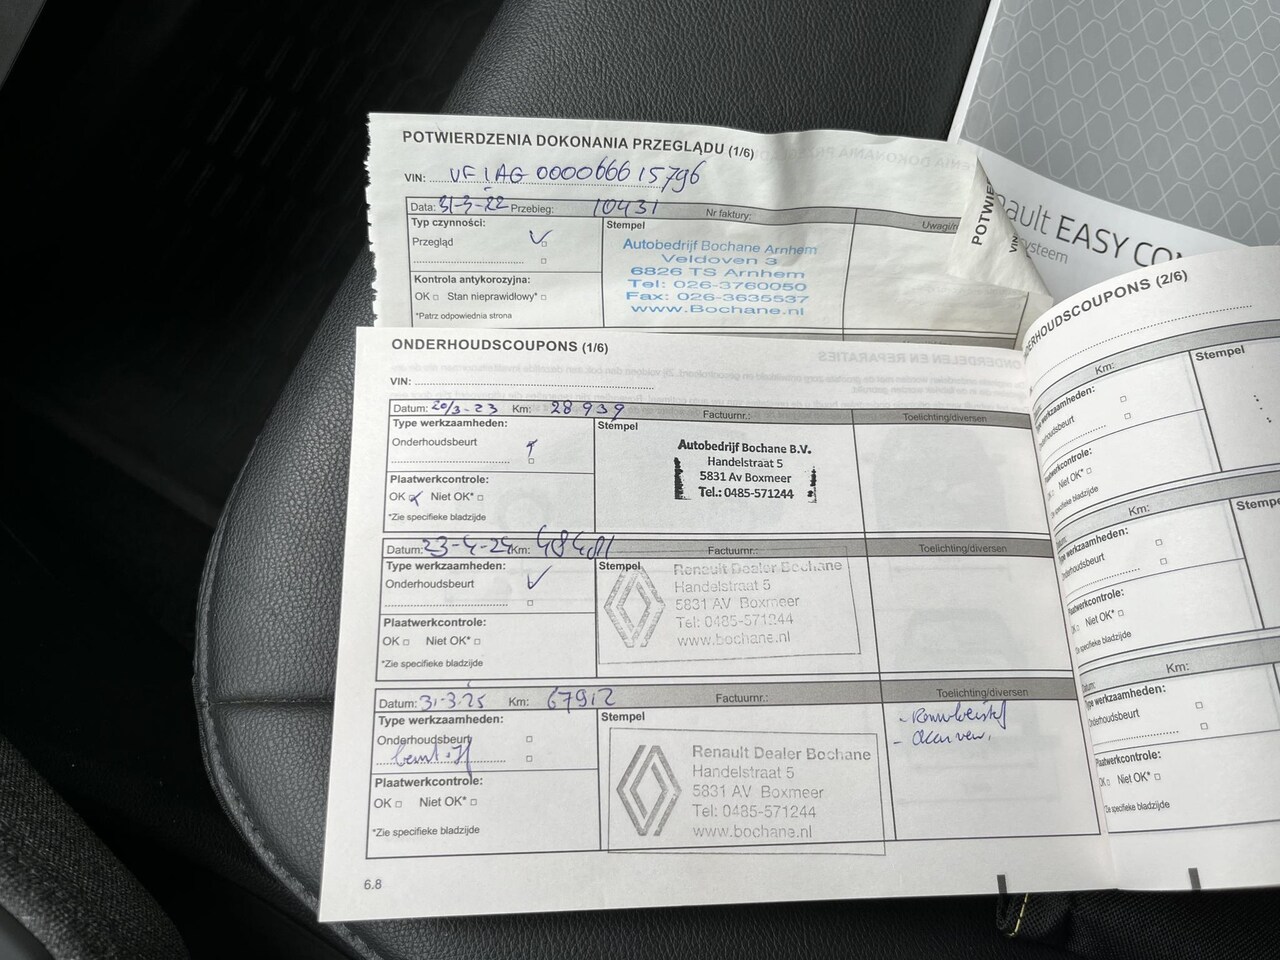 POTWIERDZENIA DOKONANIA PRZEGLĄDU (1/6)
VIN: VF1AG000066615796
Data: 31-3-22 Przebieg: 10431 Nr faktury:
Typ czynności:
Przegląd
Kontrola antykorozyjna:
OK Stan nieprawidłowy*
*Patrz odpowiednia strona
Stempel
Autobedrijf Bochane Arnhem
Veldoven 3
6826 TS Arnhem
Tel: 026-3760050
Fax: 026-3635537
www.Bochane.nl
POTWIE
VIN
ault EASY CON
systeem
ONDERHOUDSCOUPONS (1/6)
VIN:
Datum: 20/3-23 Km: 28939 Factuurnr.: Toelichting/diversen
Type werkzaamheden:
Onderhoudsbeurt
Plaatwerkcontrole:
OK Niet OK*
*Zie specifieke bladzijde
Stempel
Autobedrijf Bochane B.V.
Handelstraat 5
5831 Av Boxmeer
Tel.: 0485-571244
Datum: 23-4-24 Km: Factuurnr.: Toelichting/diversen
Type werkzaamheden:
Onderhoudsbeurt
Plaatwerkcontrole:
OK Niet OK*
*Zie specifieke bladzijde
Stempel
Renault Dealer Bochane
Handelstraat 5
5831 AV Boxmeer
Tel: 0485-571244
www.bochane.nl
Datum: 31-3-25 Km: 67912 Factuurnr.: Toelichting/diversen
Type werkzaamheden:
Onderhoudsbeurt
Plaatwerkcontrole:
OK Niet OK*
*Zie specifieke bladzijde
Stempel
Renault Dealer Bochane
Handelstraat 5
5831 AV Boxmeer
Tel: 0485-571244
www.bochane.nl
6.8
ERHOUDSCOUPONS (2/6)
Km:
Type werkzaamheden:
Onderhoudsbeurt
Plaatwerkcontrole:
OK Niet OK*
*Zie specifieke bladzijde
Stempel
Km:
Type werkzaamheden:
Onderhoudsbeurt
Plaatwerkcontrole:
OK Niet OK*
specifieke bladzijde
Stempe
Datum: Km:
Type werkzaamheden:
Onderhoudsbeurt
Plaatwerkcontrole:
OK Niet OK*
specifieke bladzijde